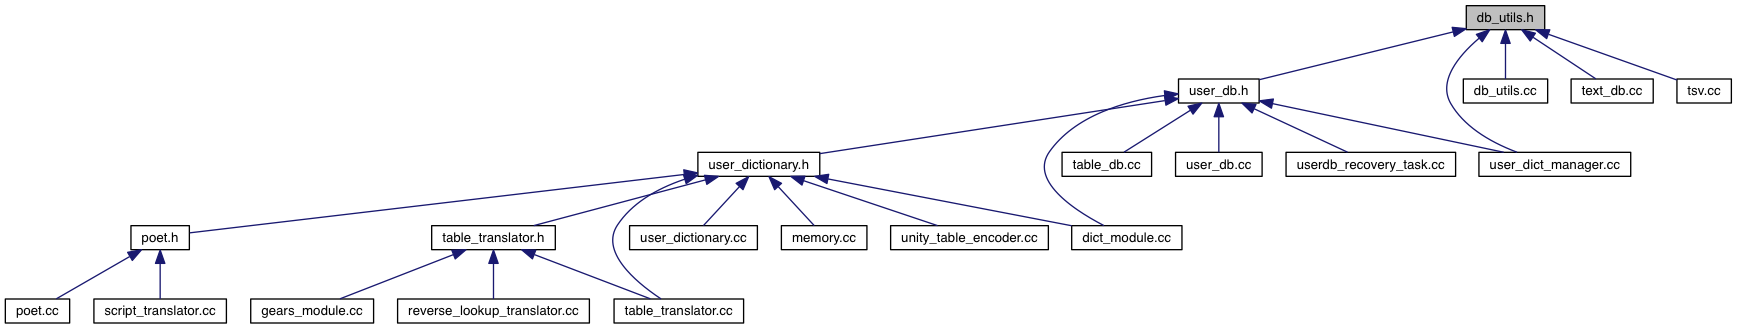 db_utils.h
user_db.h
db_utils.cc
text_db.cc
tsv.cc
user_dictionary.h
table_db.cc
user_db.cc
userdb_recovery_task.cc
user_dict_manager.cc
poet.h
table_translator.h
user_dictionary.cc
memory.cc
unity_table_encoder.cc
dict_module.cc
poet.cc
script_translator.cc
gears_module.cc
reverse_lookup_translator.cc
table_translator.cc